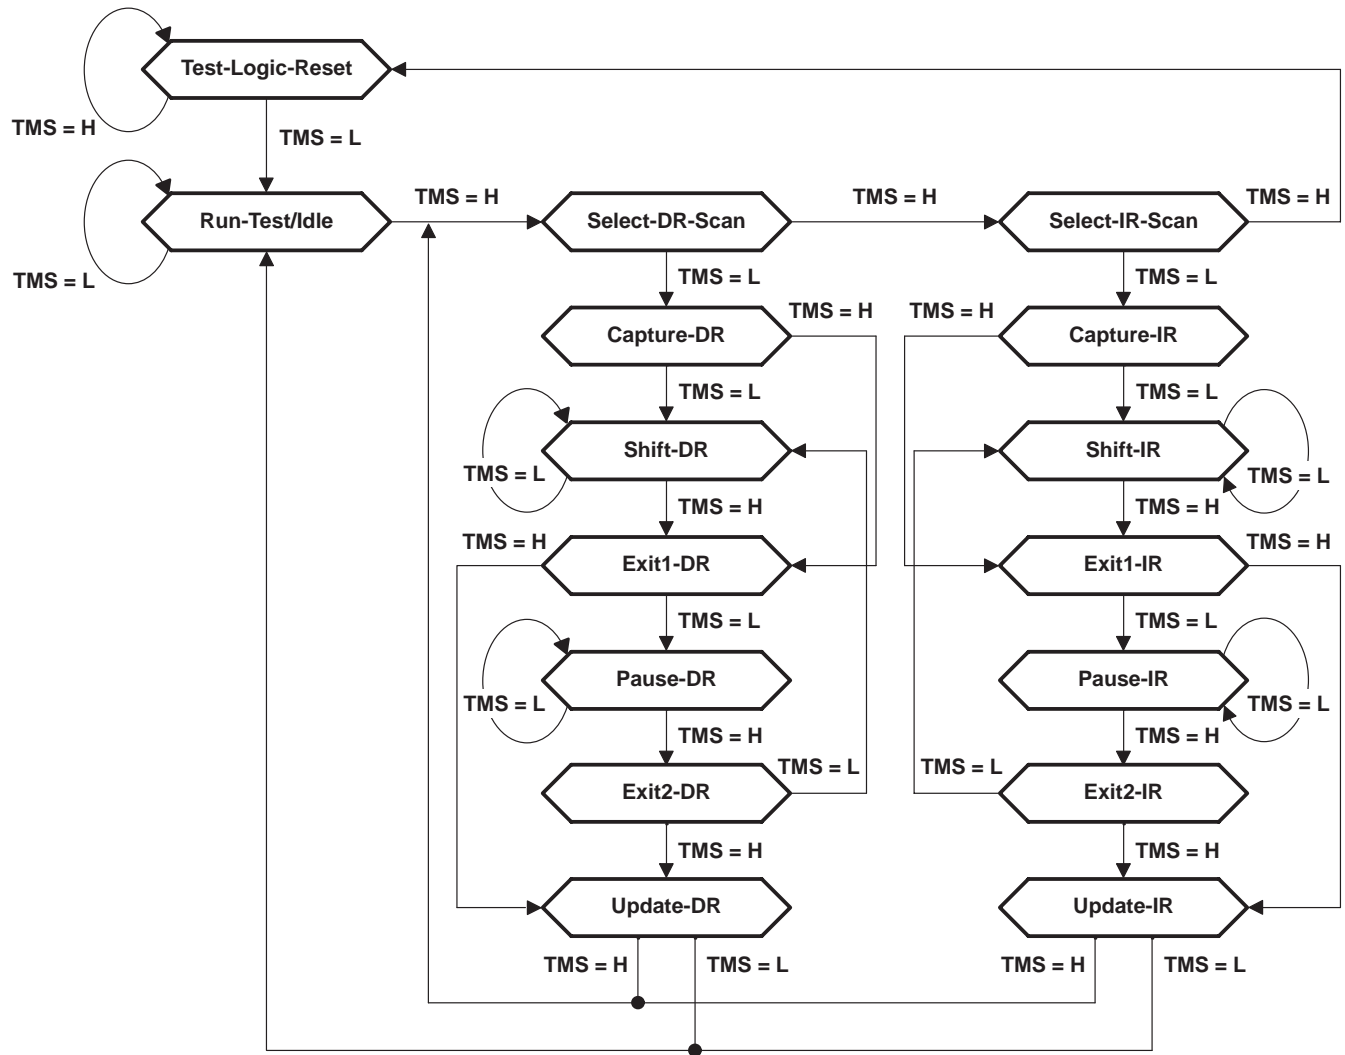 Test-Logic-Reset
TMS = H
TMS = L
TMS = H
TMS = H
TMS = H
Run-Test/Idle
Select-DR-Scan
Select-IR-Scan
TMS = L
TMS = L
TMS = L
TMS = H
TMS = H
Capture-DR
Capture-IR
TMS = L
TMS = L
Shift-DR
Shift-IR
TMS = L
TMS = L
TMS = H
TMS = H
TMS = H
TMS = H
Exit1-DR
Exit1-IR
TMS = L
TMS = L
Pause-DR
Pause-IR
TMS = L
TMS = L
TMS = H
TMS = H
TMS = L
TMS = L
Exit2-DR
Exit2-IR
TMS = H
TMS = H
Update-DR
Update-IR
TMS = H
TMS = L
TMS = H
TMS = L